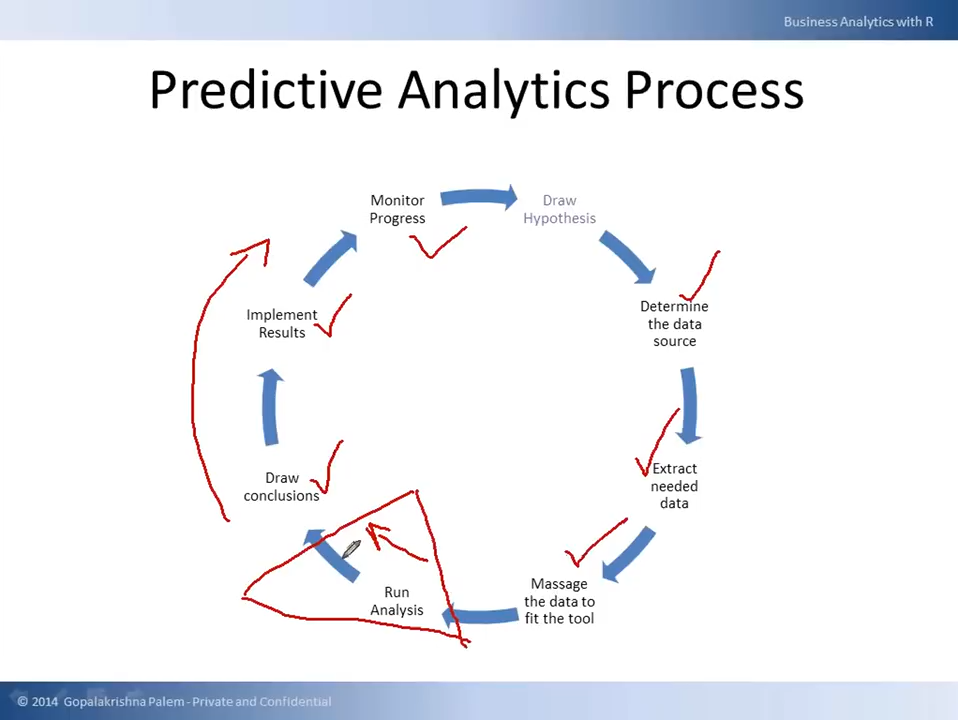 Business Analytics with R
Predictive Analytics Process
Monitor
Progress
Draw
Hypothesis
Determine
the data
source
Extract
needed
data
Massage
the data to
fit the tool
Run
Analysis
Draw
conclusions
Implement
Results
© 2014 Gopalakrishna Palem - Private and Confidential